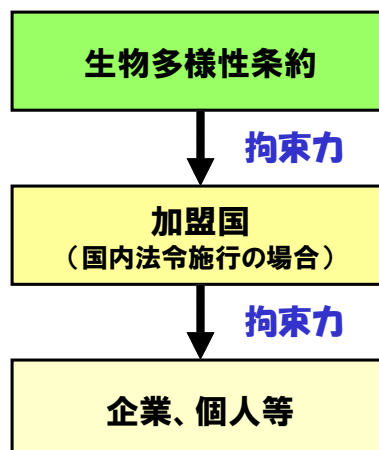 生物多様性条約
拘束力
加盟国
（国内法令施行の場合）
拘束力
企業、個人等